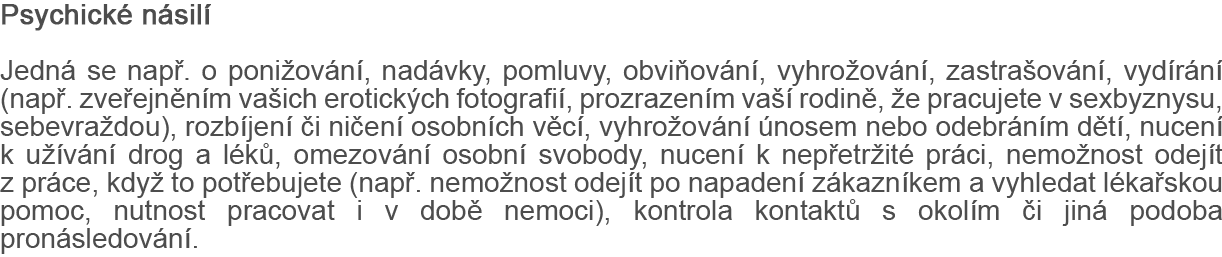 Psychické násilí
Jedná se např. o ponižování, nadávky, pomluvy, obviňování, vyhrožování, zastrašování, vydírání
(např. zveřejněním vašich erotických fotografií, prozrazením vaší rodině, že pracujete v sexbyznysu,
sebevraždou), rozbíjení či ničení osobních věcí, vyhrožování únosem nebo odebráním dětí, nucení
k užívání drog a léků, omezování osobní svobody, nucení k nepřetržité práci, nemožnost odejít
z práce, když to potřebujete (např. nemožnost odejít po napadení zákazníkem a vyhledat lékařskou
pomoc, nutnost pracovat i v době nemoci), kontrola kontaktů s okolím či jiná podoba
pronásledování.